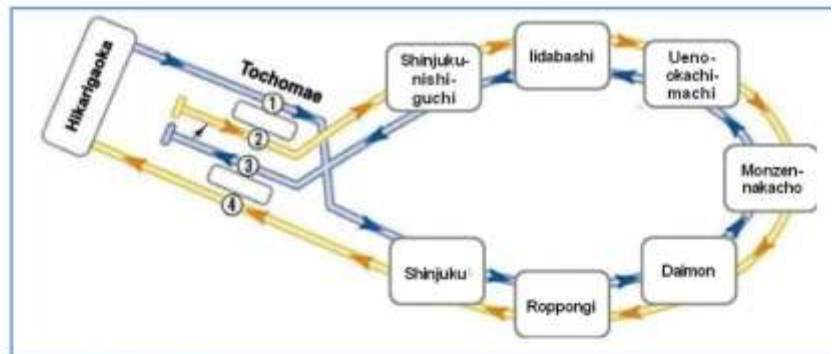 Hikarigaoka
Tochomae
1
2
3
4
Shinjuku-
nishi-
guchi
Iidabashi
Ueno-
okachi-
machi
Monzen-
nakacho
Daimon
Roppongi
Shinjuku